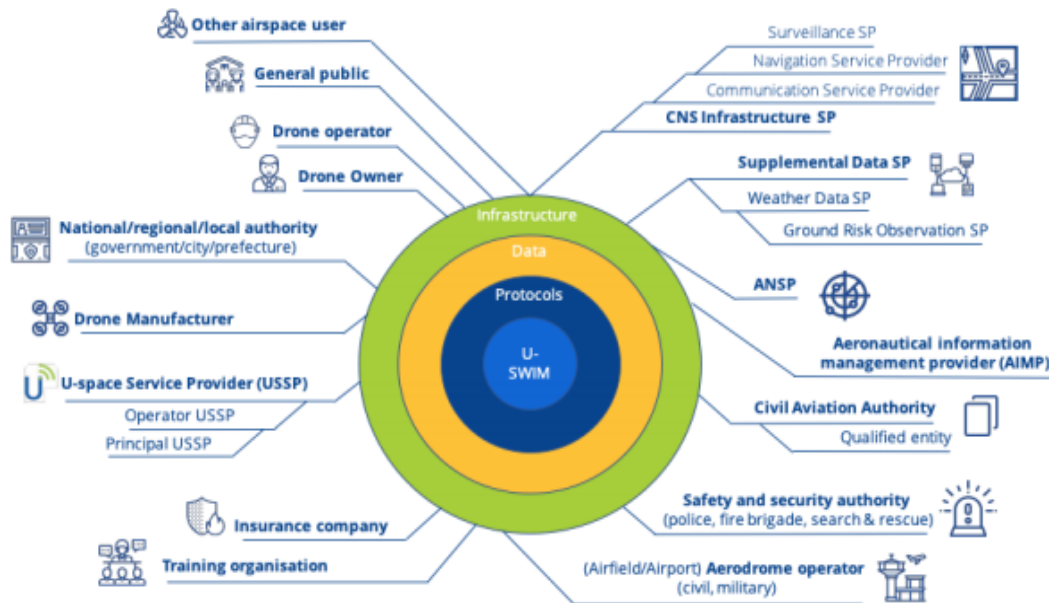 Other airspace user
General public
Drone operator
Drone Owner
National/regional/local authority
(government/city/prefecture)
Drone Manufacturer
U
U-space Service Provider (USSP)
Operator USSP
Principal USSP
Insurance company
Training organisation
Infrastructure
Data
Protocols
U-
SWIM
Surveillance SP
Navigation Service Provider
Communication Service Provider
CNS Infrastructure SP
Supplemental Data SP
Weather Data SP
Ground Risk Observation SP
ANSP
Aeronautical information
management provider (AIMP)
Civil Aviation Authority
Qualified entity
Safety and security authority
(police, fire brigade, search & rescue)
(Airfield/Airport) Aerodrome operator
(civil, military)